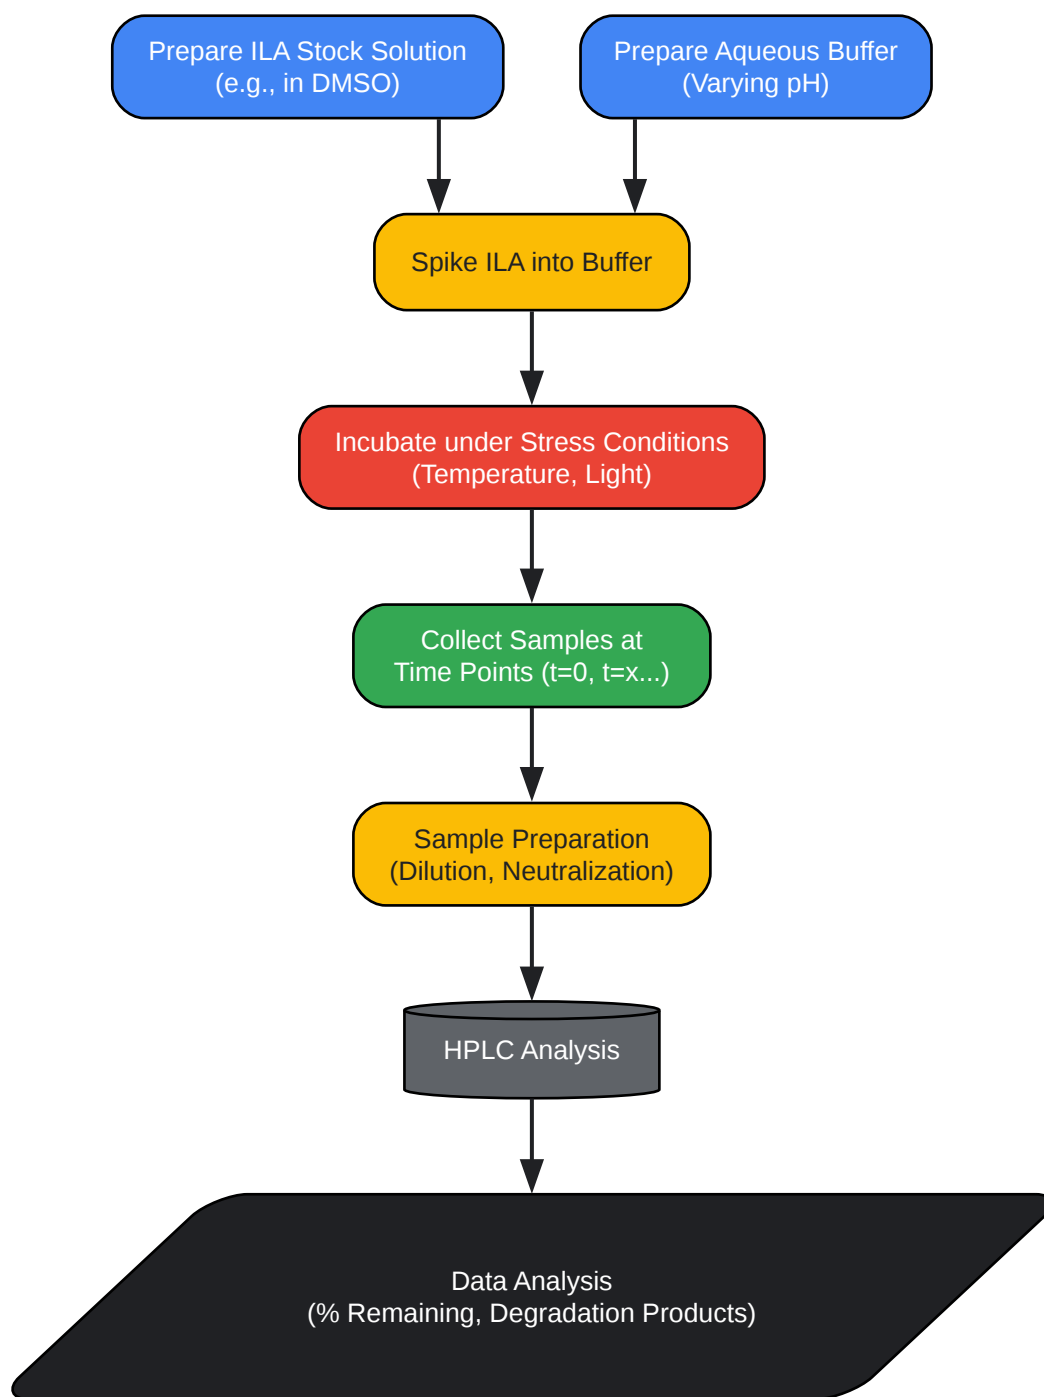 Prepare ILA Stock Solution
(e.g., in DMSO)
Prepare Aqueous Buffer
(Varying pH)
Spike ILA into Buffer
Incubate under Stress Conditions
(Temperature, Light)
Collect Samples at
Time Points (t=0, t=x...)
Sample Preparation
(Dilution, Neutralization)
HPLC Analysis
Data Analysis
(% Remaining, Degradation Products)